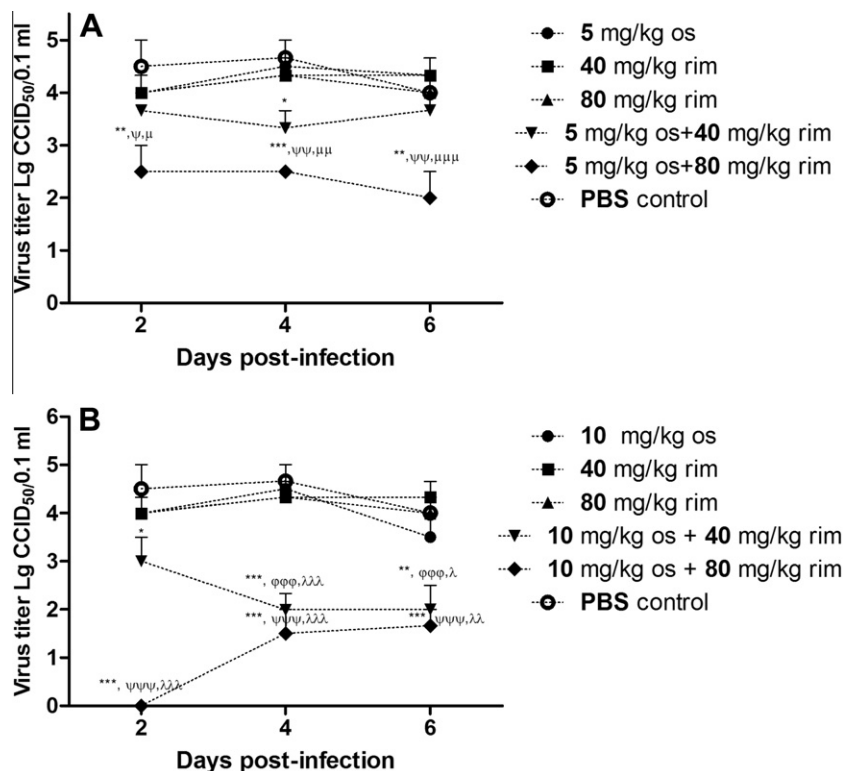 A
Virus titer Lg CCID50/0.1 ml
5
4
3
2
1
0
*
**,ψ,μ
***,ψψ,μμ
**,ψψ,μμμ
2
4
6
Days post-infection
5 mg/kg os
40 mg/kg rim
80 mg/kg rim
5 mg/kg os+40 mg/kg rim
5 mg/kg os+80 mg/kg rim
PBS control
B
Virus titer Lg CCID50/0.1 ml
6
5
4
3
2
1
0
*
***, φφφ,λλλ
**, φφφ,λ
***, ψψψ,λλλ
***, ψψψ,λλ
***, ψψψ,λλλ
2
4
6
Days post-infection
10 mg/kg os
40 mg/kg rim
80 mg/kg rim
10 mg/kg os + 40 mg/kg rim
10 mg/kg os + 80 mg/kg rim
PBS control